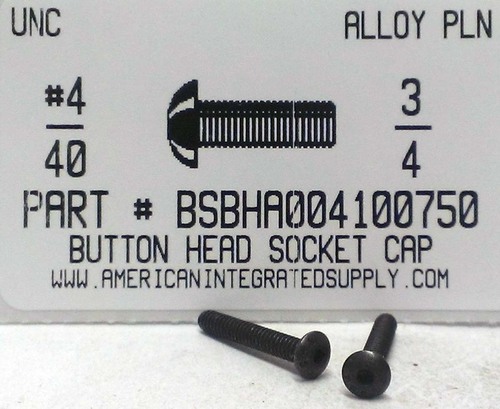 UNC
ALLOY PLN
#4
40
3
4
PART # BSBHA004100750
BUTTON HEAD SOCKET CAP
WWW.AMERICANINTEGRATEDSUPPLY.COM